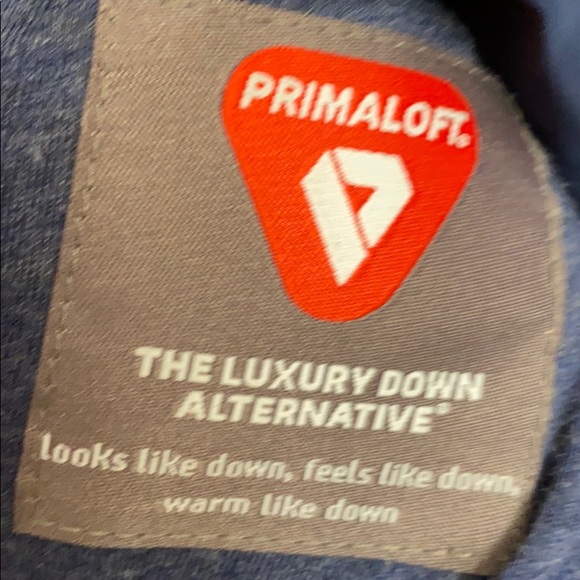 PRIMALOFT®
THE LUXURY DOWN
ALTERNATIVE®
looks like down, feels like down,
warm like down